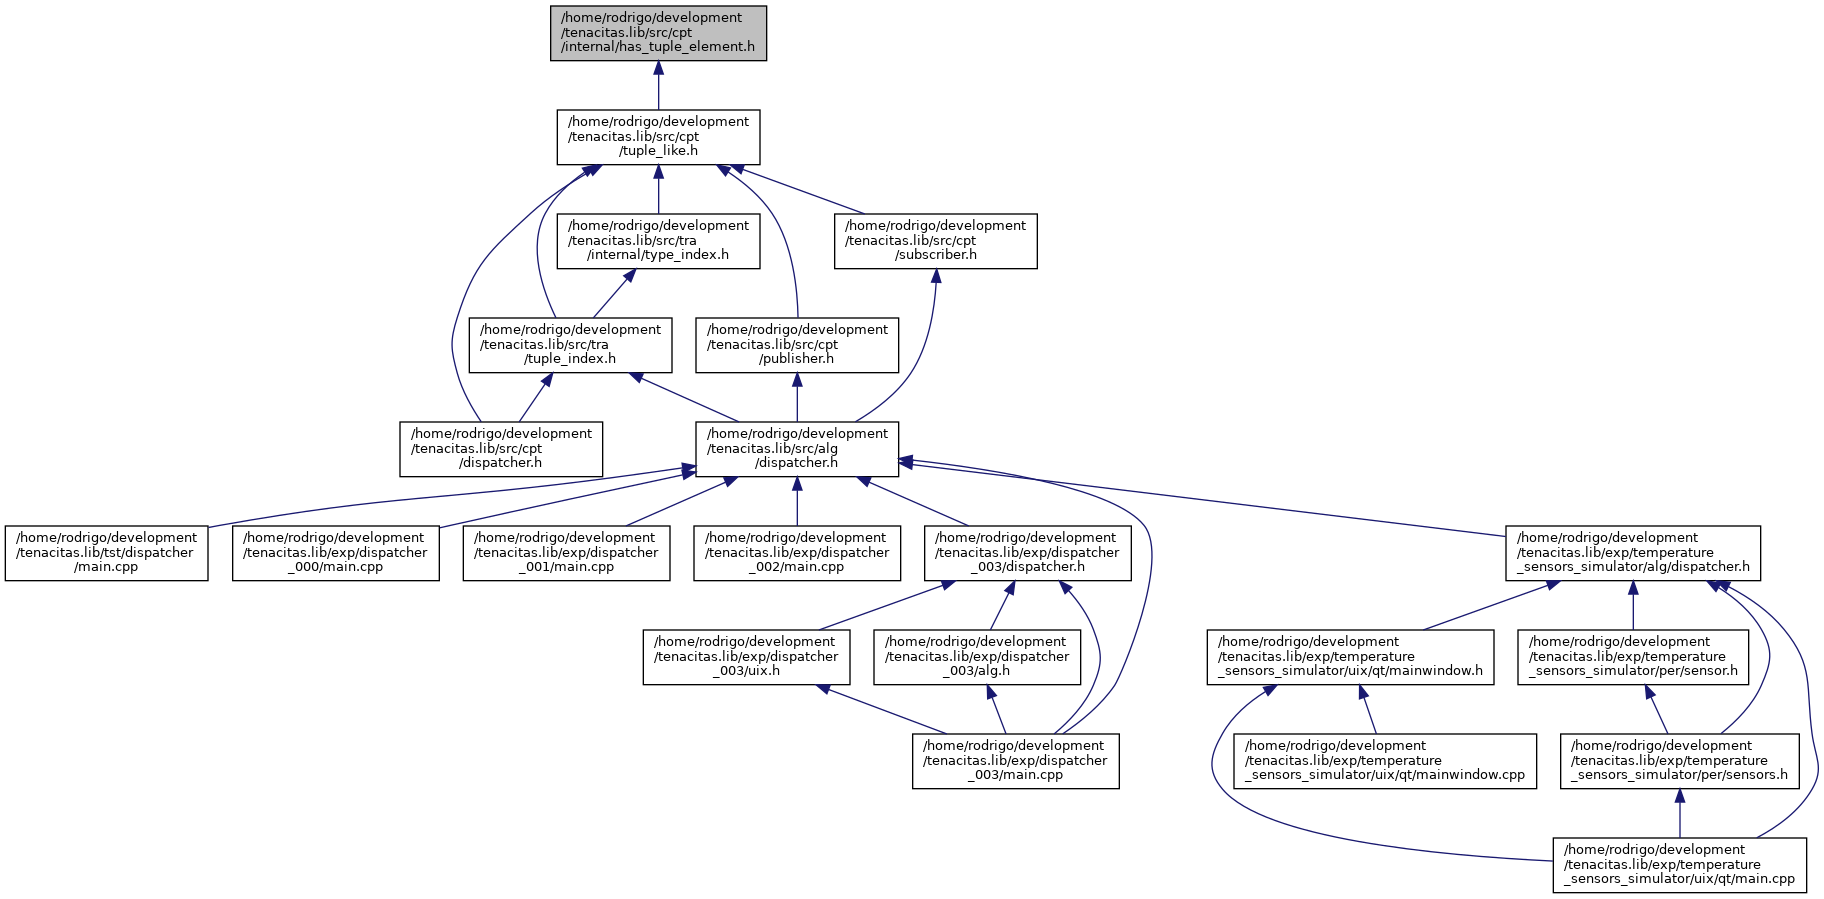 /home/rodrigo/development
/tenacitas.lib/src/cpt
/internal/has_tuple_element.h
/home/rodrigo/development
/tenacitas.lib/src/cpt
/tuple_like.h
/home/rodrigo/development
/tenacitas.lib/src/tra
/internal/type_index.h
/home/rodrigo/development
/tenacitas.lib/src/cpt
/subscriber.h
/home/rodrigo/development
/tenacitas.lib/src/tra
/tuple_index.h
/home/rodrigo/development
/tenacitas.lib/src/cpt
/publisher.h
/home/rodrigo/development
/tenacitas.lib/src/cpt
/dispatcher.h
/home/rodrigo/development
/tenacitas.lib/src/alg
/dispatcher.h
/home/rodrigo/development
/tenacitas.lib/tst/dispatcher
/main.cpp
/home/rodrigo/development
/tenacitas.lib/exp/dispatcher
_000/main.cpp
/home/rodrigo/development
/tenacitas.lib/exp/dispatcher
_001/main.cpp
/home/rodrigo/development
/tenacitas.lib/exp/dispatcher
_002/main.cpp
/home/rodrigo/development
/tenacitas.lib/exp/dispatcher
_003/dispatcher.h
/home/rodrigo/development
/tenacitas.lib/exp/temperature
_sensors_simulator/alg/dispatcher.h
/home/rodrigo/development
/tenacitas.lib/exp/dispatcher
_003/uix.h
/home/rodrigo/development
/tenacitas.lib/exp/dispatcher
_003/alg.h
/home/rodrigo/development
/tenacitas.lib/exp/temperature
_sensors_simulator/uix/qt/mainwindow.h
/home/rodrigo/development
/tenacitas.lib/exp/temperature
_sensors_simulator/per/sensor.h
/home/rodrigo/development
/tenacitas.lib/exp/dispatcher
_003/main.cpp
/home/rodrigo/development
/tenacitas.lib/exp/temperature
_sensors_simulator/uix/qt/mainwindow.cpp
/home/rodrigo/development
/tenacitas.lib/exp/temperature
_sensors_simulator/per/sensors.h
/home/rodrigo/development
/tenacitas.lib/exp/temperature
_sensors_simulator/uix/qt/main.cpp